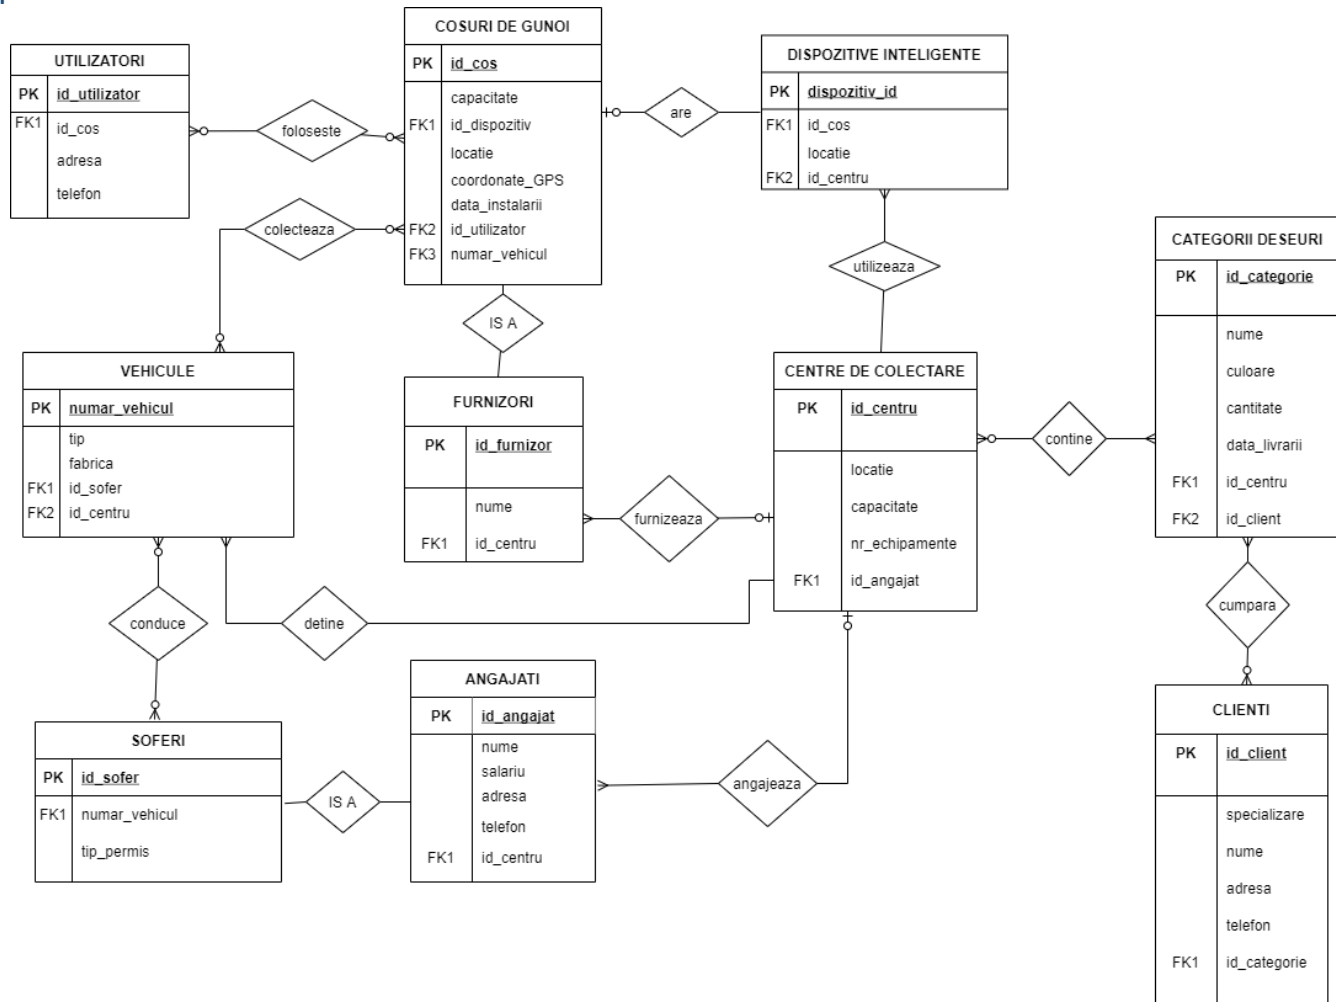 UTILIZATORI
PK id_utilizator
FK1 id_cos
adresa
telefon
foloseste
COSURI DE GUNOI
PK id_cos
capacitate
FK1 id_dispozitiv
locatie
coordonate_GPS
data_instalarii
FK2 id_utilizator
FK3 numar_vehicul
are
DISPOZITIVE INTELIGENTE
PK dispozitiv_id
FK1 id_cos
locatie
FK2 id_centru
colecteaza
IS A
utilizeaza
CATEGORII DESEURI
PK id_categorie
nume
culoare
cantitate
data_livrarii
FK1 id_centru
FK2 id_client
VEHICULE
PK numar_vehicul
tip
fabrica
FK1 id_sofer
FK2 id_centru
FURNIZORI
PK id_furnizor
nume
FK1 id_centru
furnizeaza
CENTRE DE COLECTARE
PK id_centru
locatie
capacitate
nr_echipamente
FK1 id_angajat
contine
conduce
detine
cumpara
SOFERI
PK id_sofer
FK1 numar_vehicul
tip_permis
IS A
ANGAJATI
PK id_angajat
nume
salariu
adresa
telefon
FK1 id_centru
angajeaza
CLIENTI
PK id_client
specializare
nume
adresa
telefon
FK1 id_categorie